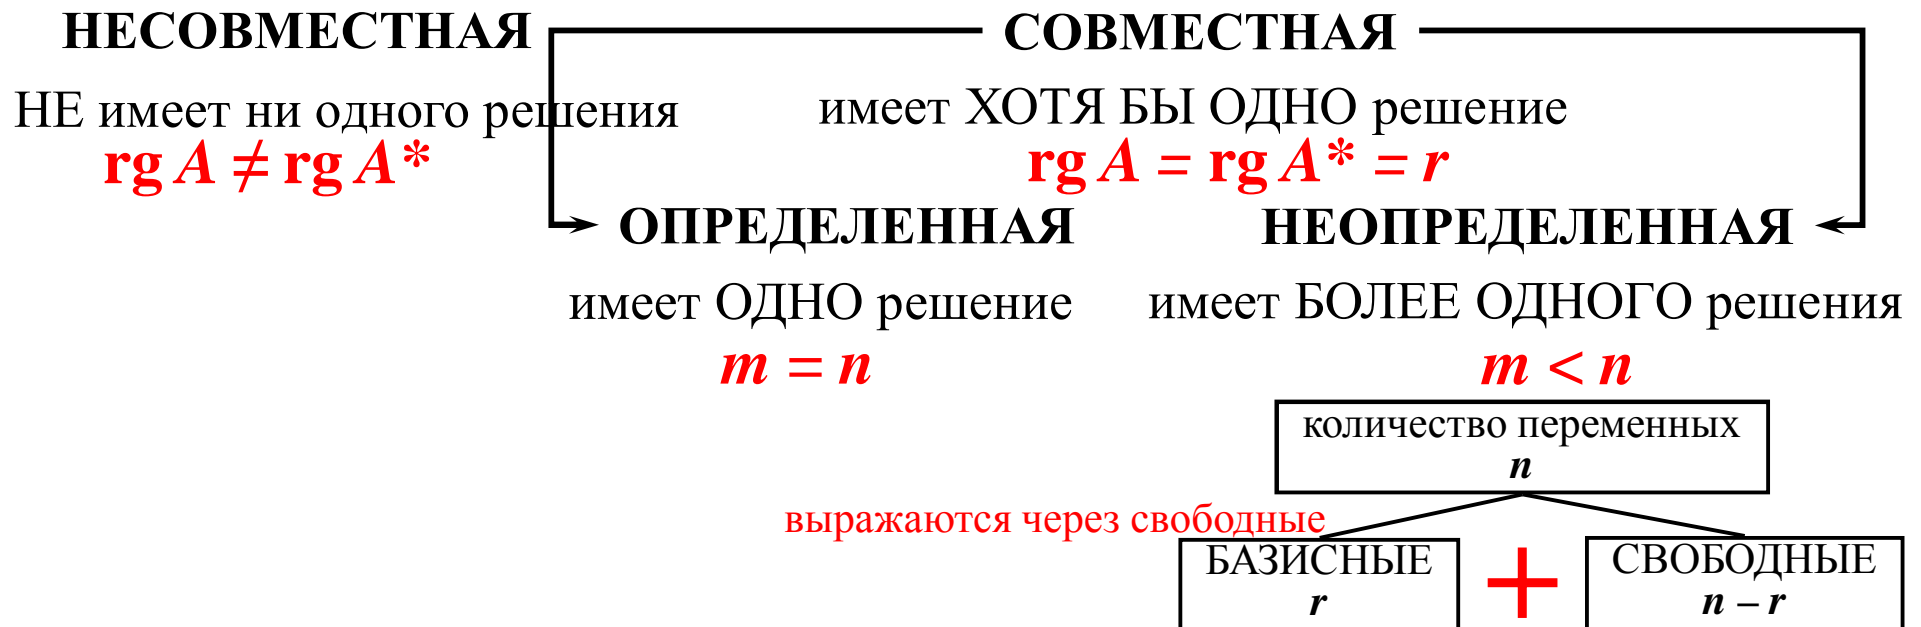 НЕСОВМЕСТНАЯ
НЕ имеет ни одного решения
rg A ≠ rg A*
СОВМЕСТНАЯ
имеет ХОТЯ БЫ ОДНО решение
rg A = rg A* = r
ОПРЕДЕЛЕННАЯ
имеет ОДНО решение
m = n
НЕОПРЕДЕЛЕННАЯ
имеет БОЛЕЕ ОДНОГО решения
m < n
количество переменных
n
выражаются через свободные
БАЗИСНЫЕ
r
+
СВОБОДНЫЕ
n – r